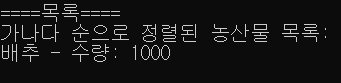 ====목록====
가나다 순으로 정렬된 농산물 목록:
배추 - 수량: 1000